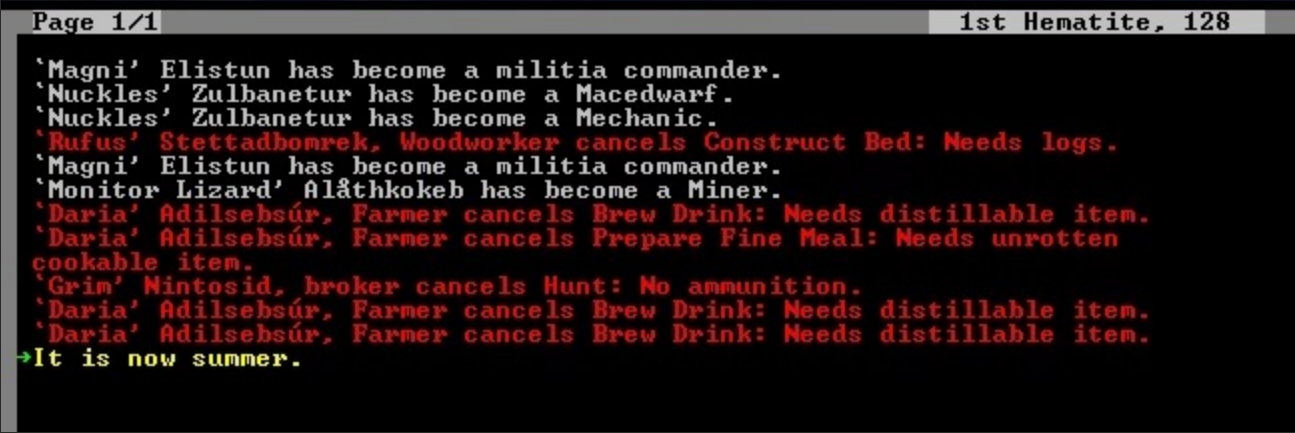 Page 1/1
1st Hematite, 128
`Magni' Elistun has become a militia commander.
`Nuckles' Zulbanetur has become a Macedwarf.
`Nuckles' Zulbanetur has become a Mechanic.
`Rufus' Stettadbomrek, Woodworker cancels Construct Bed: Needs logs.
`Magni' Elistun has become a militia commander.
`Monitor Lizard' Alåthkokeb has become a Miner.
`Daria' Adilsebsúr, Farmer cancels Brew Drink: Needs distillable item.
`Daria' Adilsebsúr, Farmer cancels Prepare Fine Meal: Needs unrotten
cookable item.
`Grim' Nintosid, broker cancels Hunt: No ammunition.
`Daria' Adilsebsúr, Farmer cancels Brew Drink: Needs distillable item.
`Daria' Adilsebsúr, Farmer cancels Brew Drink: Needs distillable item.
→It is now summer.